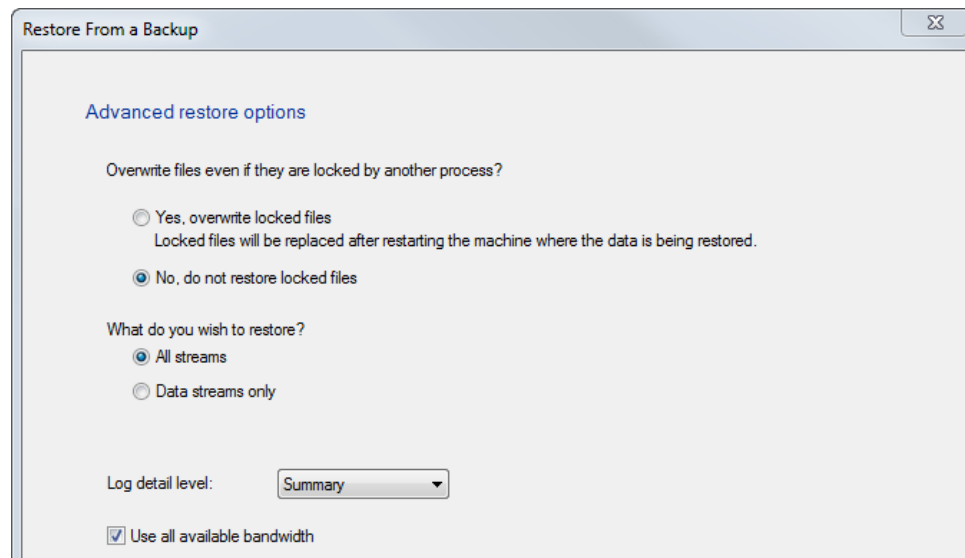 Restore From a Backup
Advanced restore options
Overwrite files even if they are locked by another process?
Yes, overwrite locked files
Locked files will be replaced after restarting the machine where the data is being restored.
No, do not restore locked files
What do you wish to restore?
All streams
Data streams only
Log detail level: Summary
Use all available bandwidth